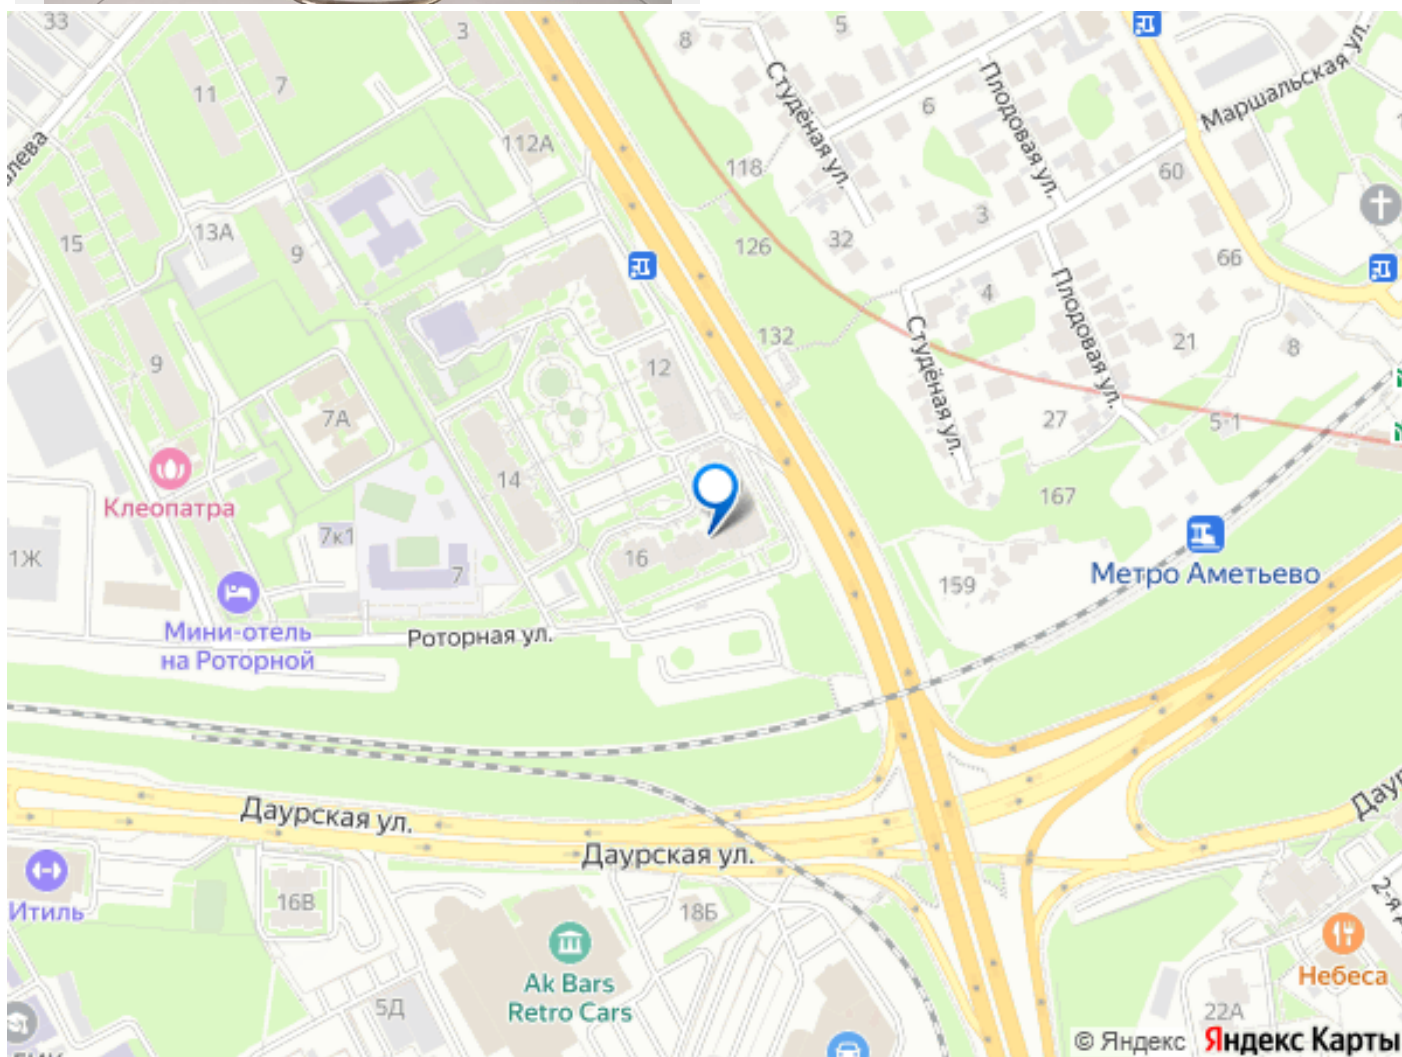 33
3
8
5
11
7
Студёная ул.
Плодовая ул.
Маршальская ул.
6
112А
118
60
15
13А
9
3
126
32
66
4
Плодовая ул.
132
12
Студёная ул.
21
8
9
7А
27
5-1
14
Клеопатра
167
7к1
1Ж
16
7
159
Метро Аметьево
Мини-отель
на Роторной
Роторная ул.
Даурская ул.
Даурская ул.
Итиль
16В
18Б
Небеса
Ak Bars
Retro Cars
5Д
22А
© Яндекс Яндекс Карты